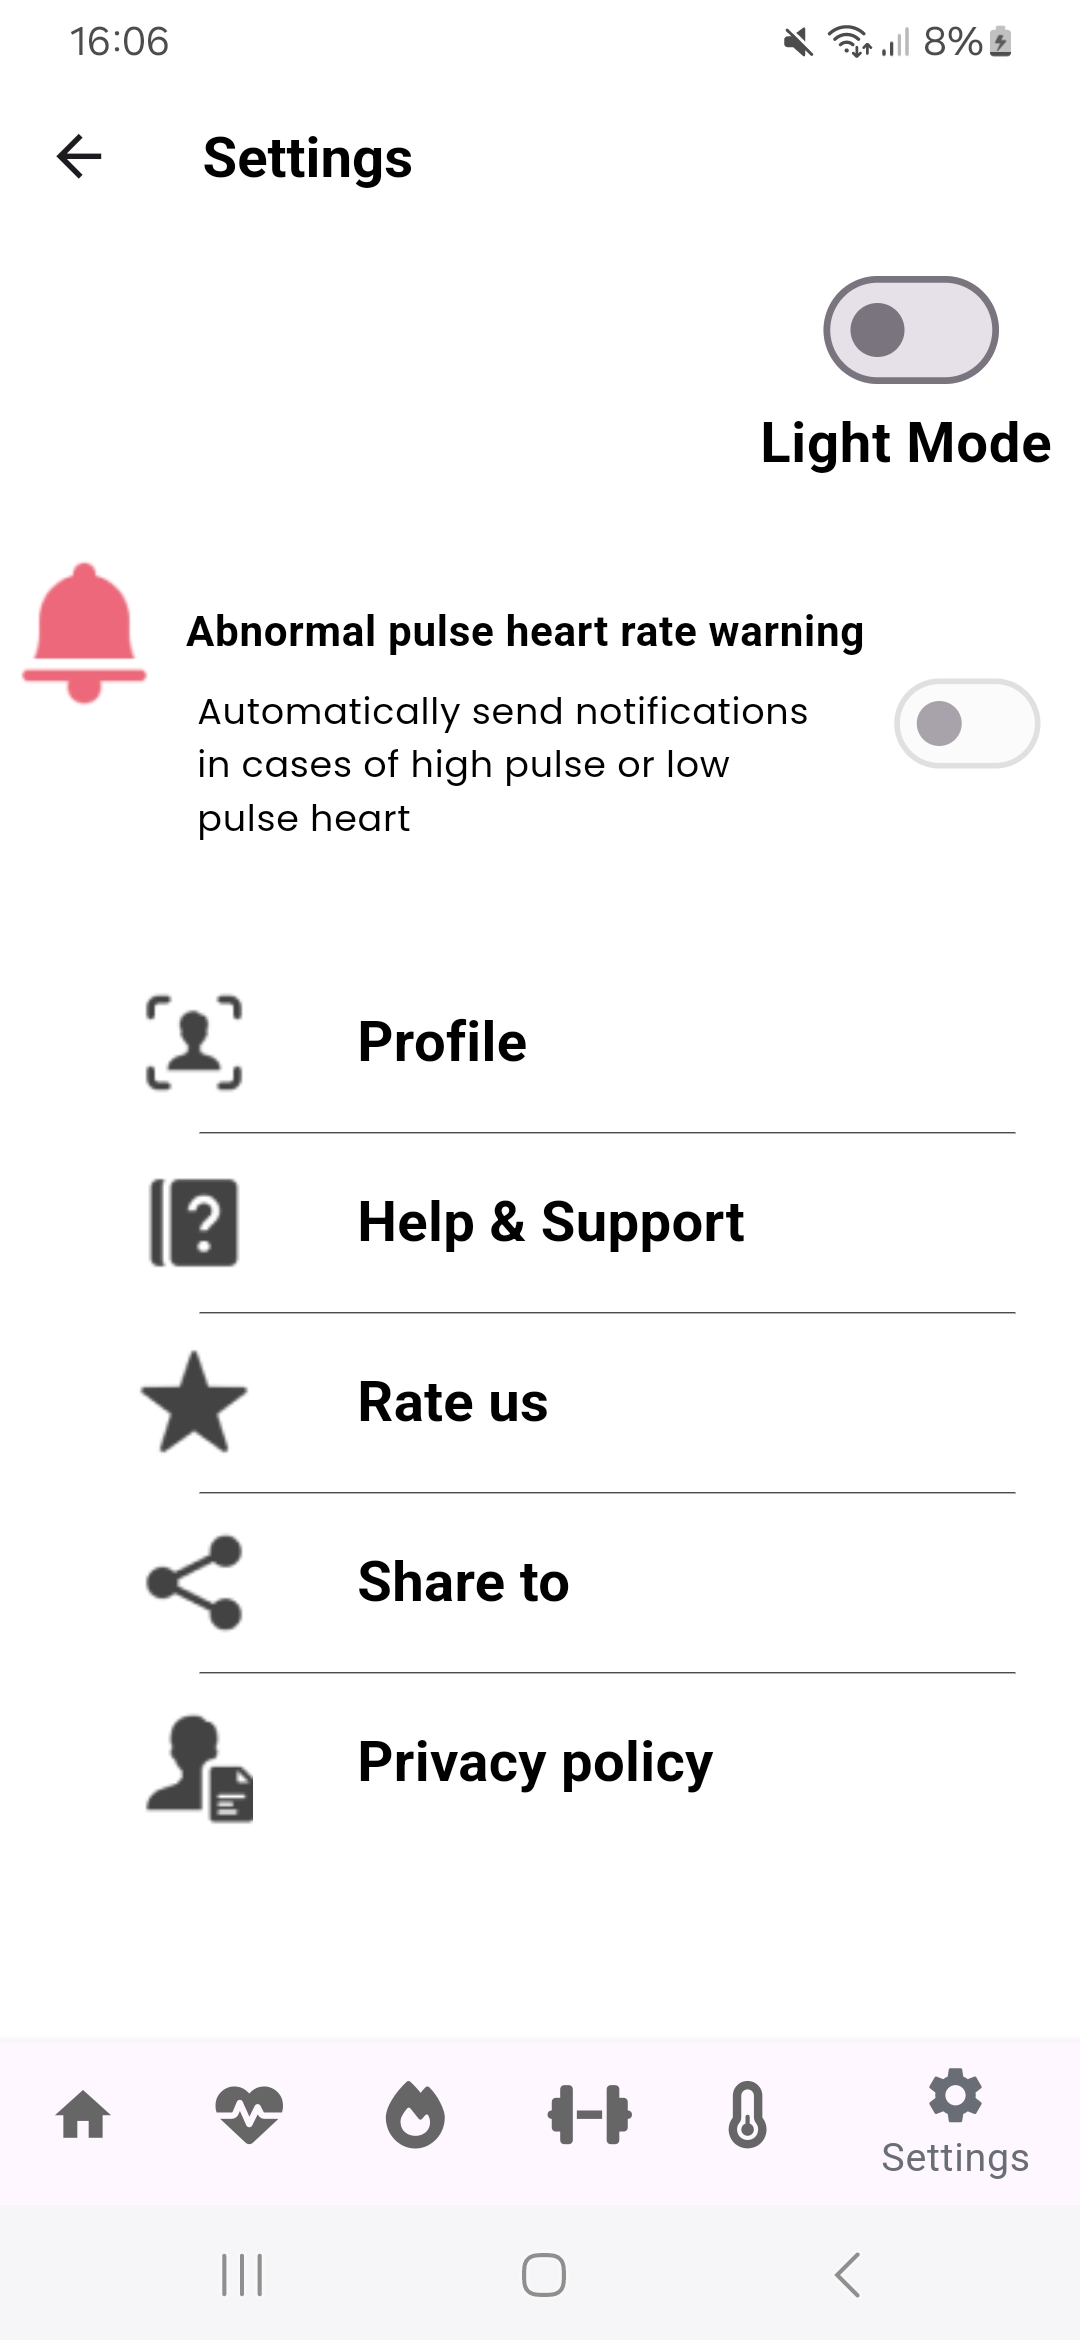 16:06
8%
Settings
Light Mode
Abnormal pulse heart rate warning
Automatically send notifications
in cases of high pulse or low
pulse heart
Profile
Help & Support
Rate us
Share to
Privacy policy
Settings